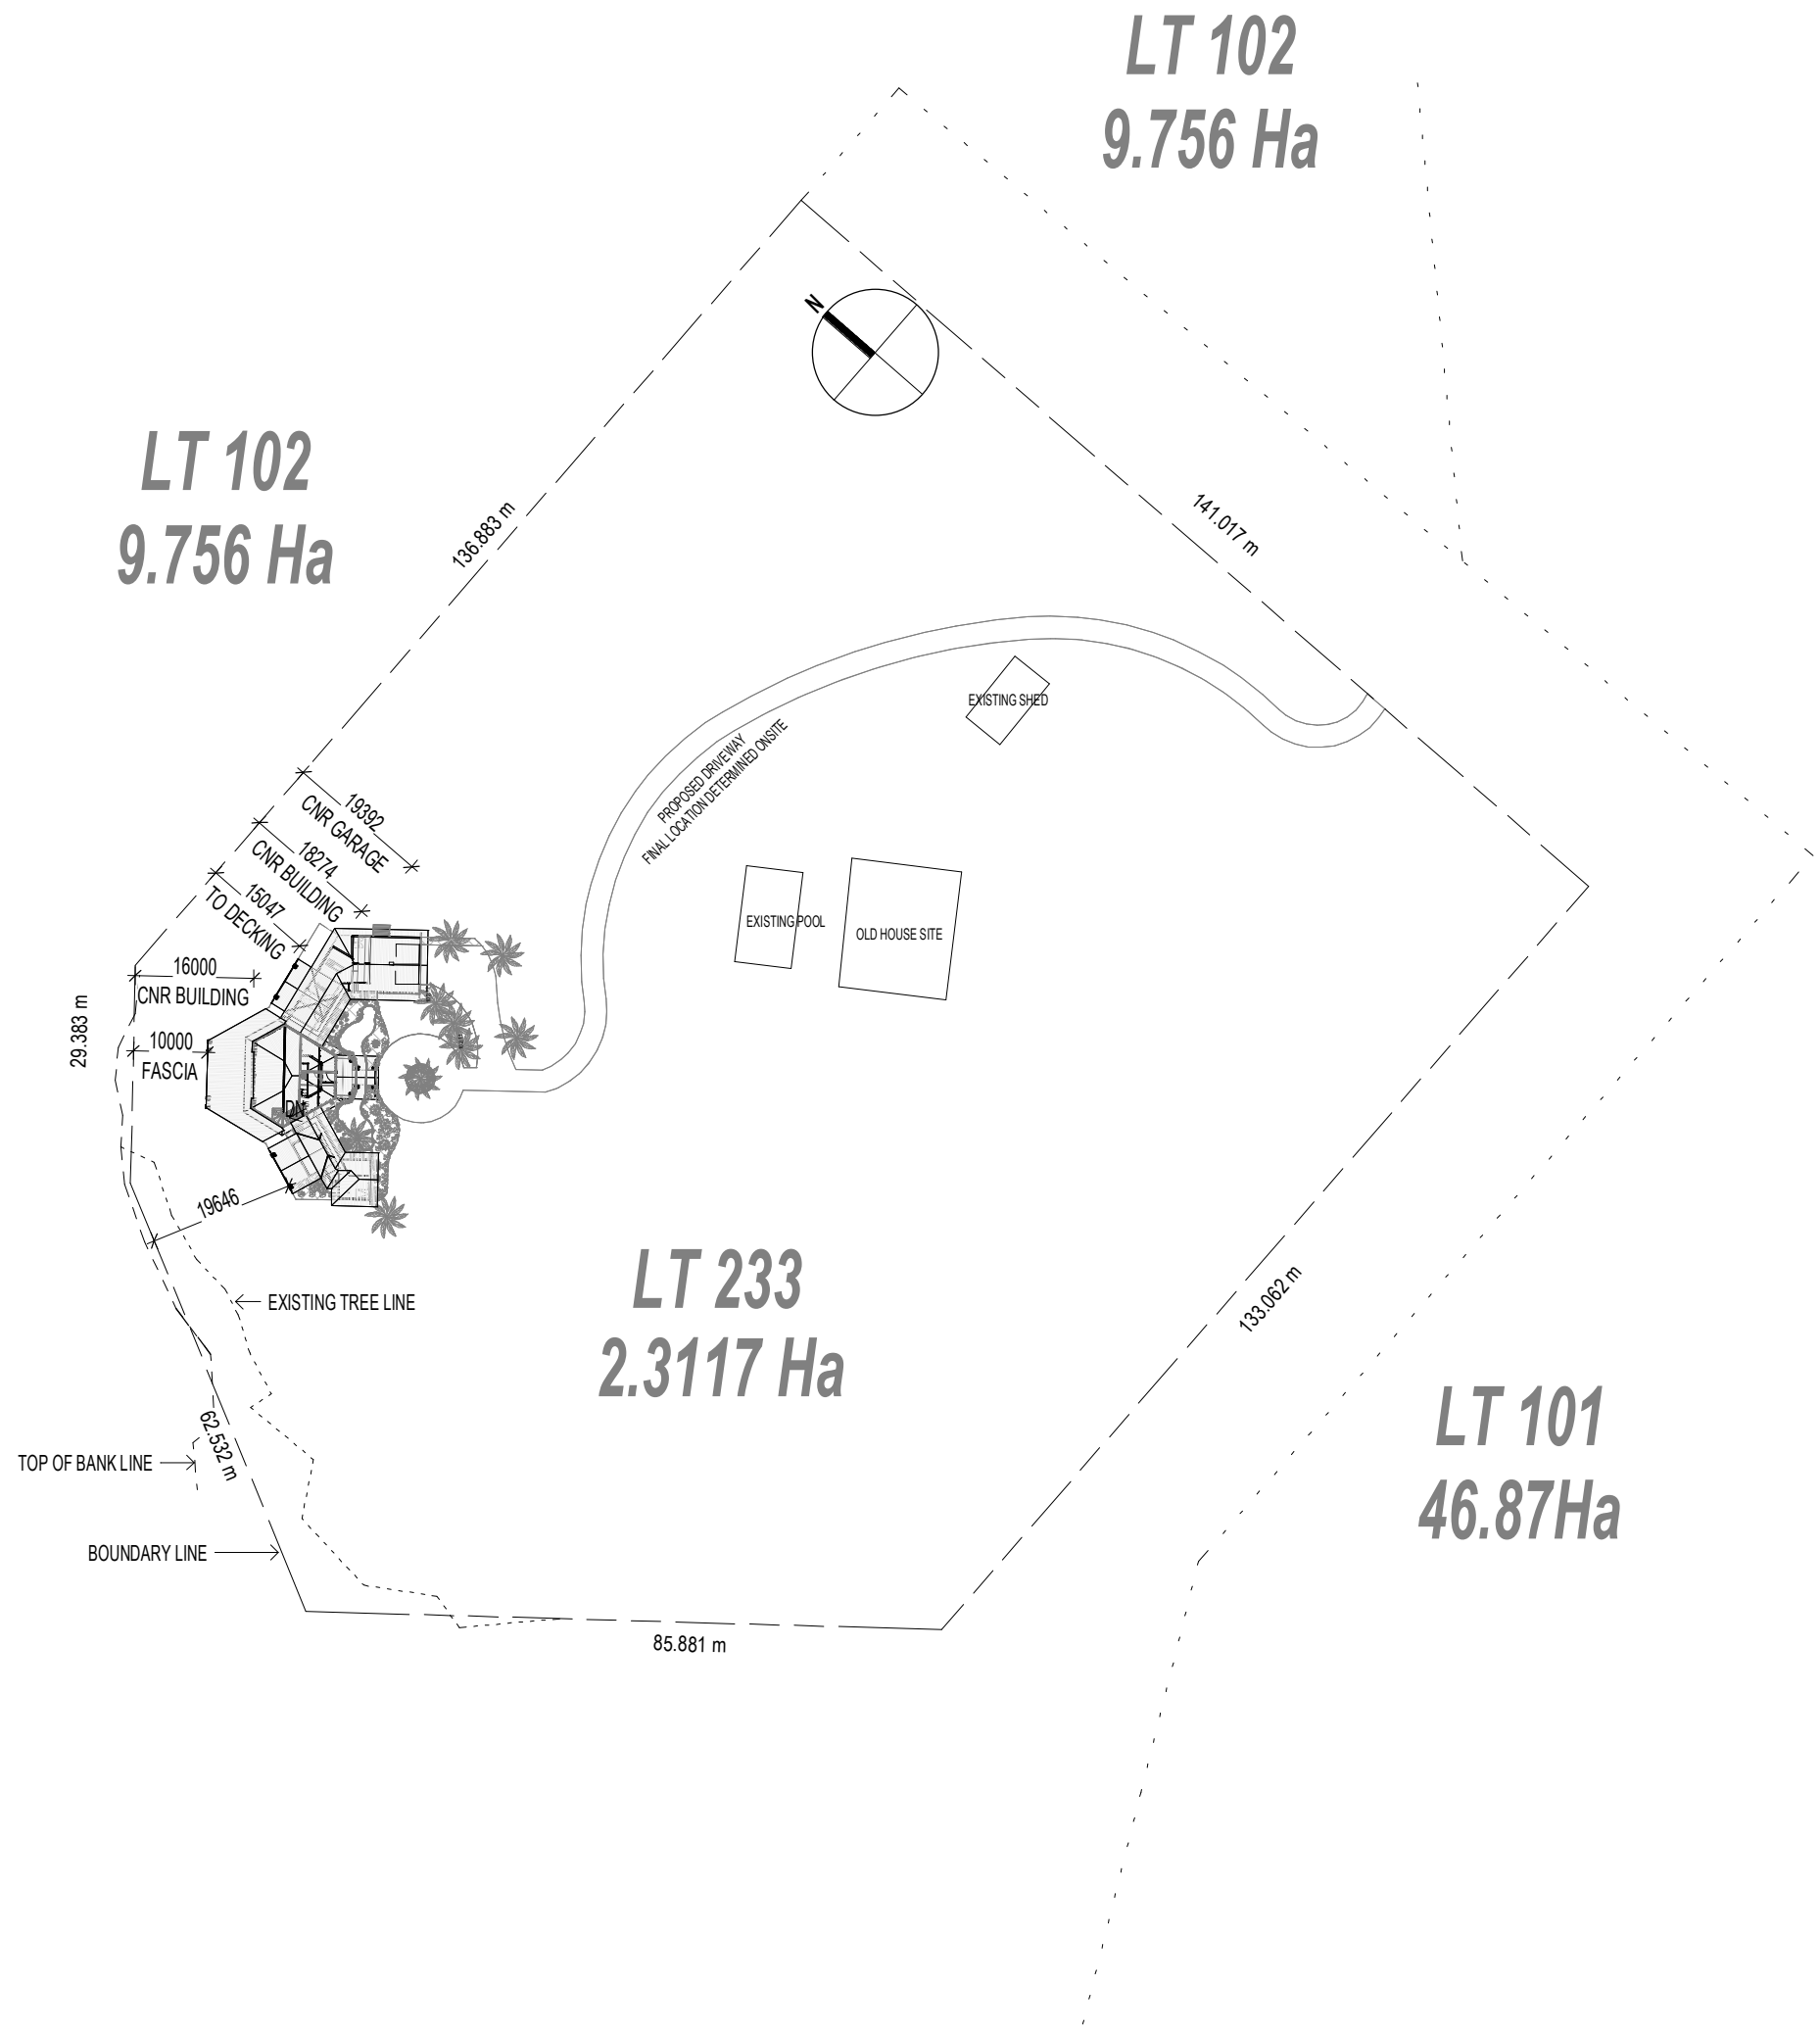 LT 102
9.756 Ha
N
LT 102
9.756 Ha
136.883 m
141.017 m
EXISTING SHED
PROPOSED DRIVEWAY
FINAL LOCATION DETERMINED ONSITE
19392
CNR GARAGE
18274
CNR BUILDING
15047
TO DECKING
16000
CNR BUILDING
29.383 m
10000
FASCIA
EXISTING POOL
OLD HOUSE SITE
DN
19646
EXISTING TREE LINE
LT 233
2.3117 Ha
133.062 m
62.532 m
TOP OF BANK LINE
BOUNDARY LINE
LT 101
46.87Ha
85.881 m